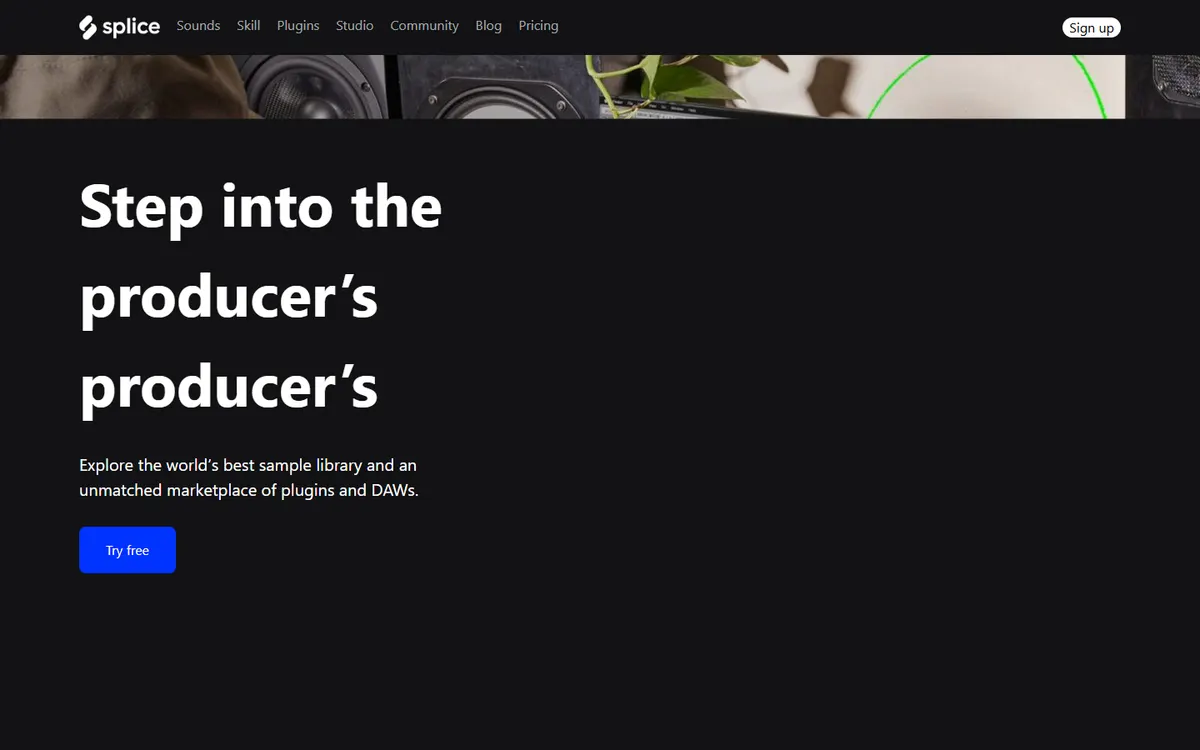 splice Sounds Skill Plugins Studio Community Blog Pricing Sign up
Step into the
producer’s
producer’s
Explore the world’s best sample library and an
unmatched marketplace of plugins and DAWs.
Try free